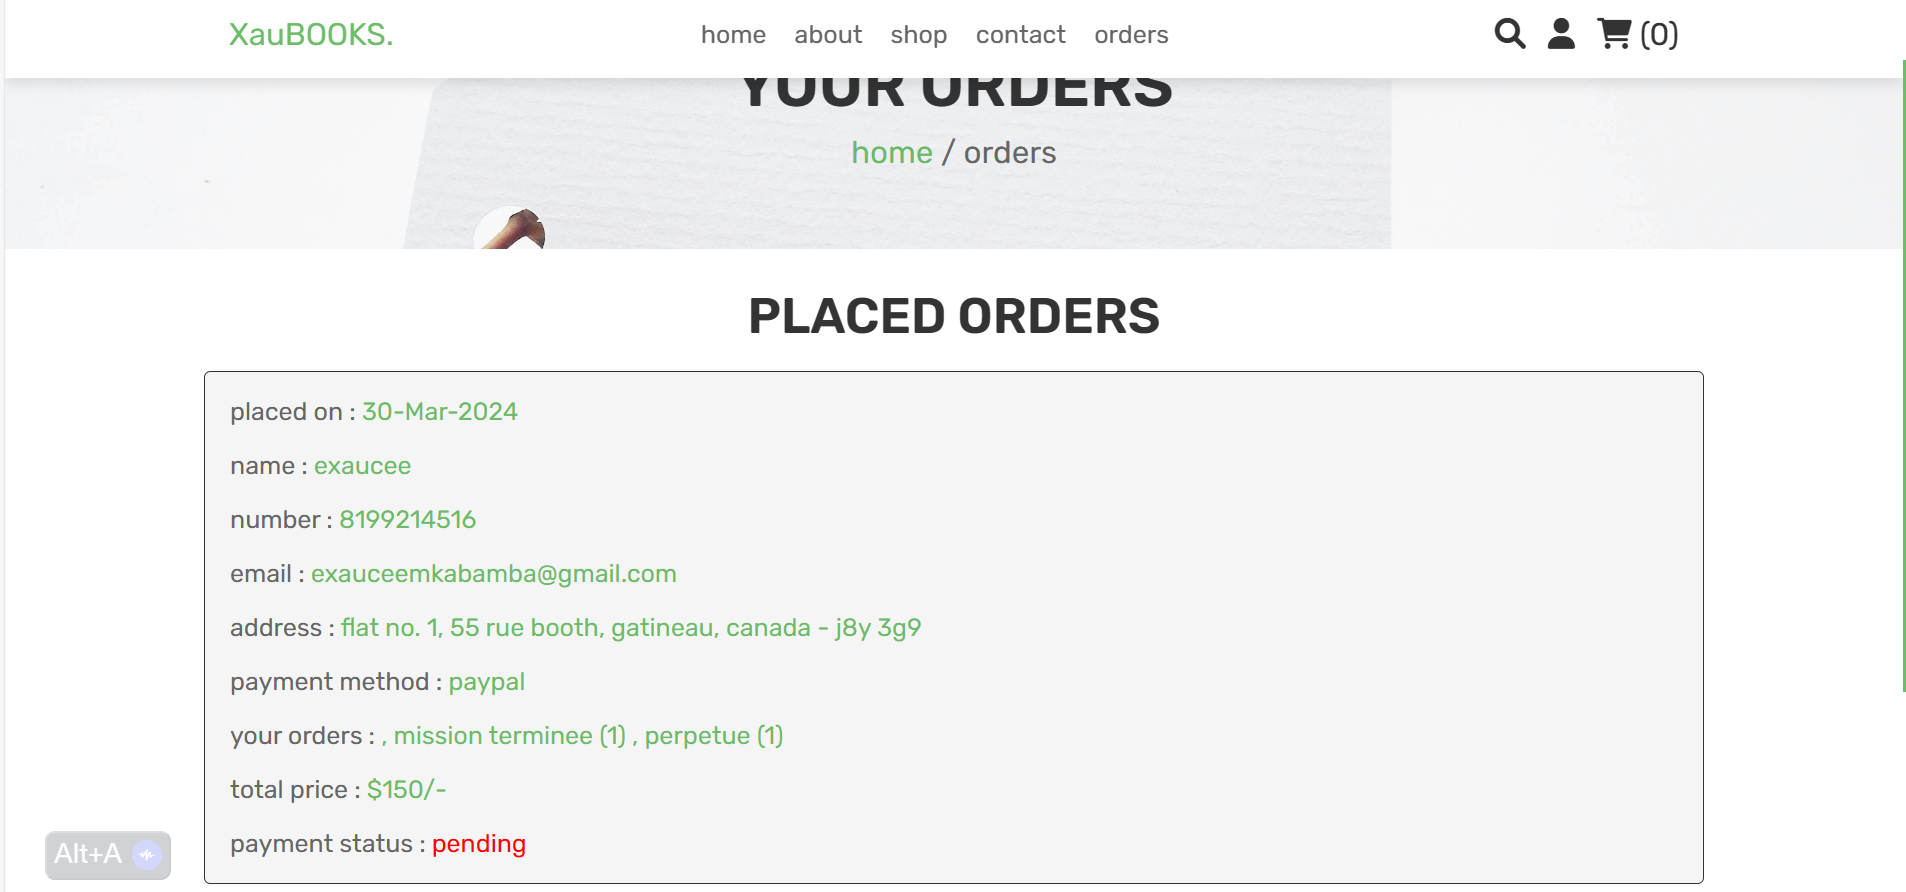 XauBOOKS.
home about shop contact orders
(0)
YOUR ORDERS
home / orders
PLACED ORDERS
placed on : 30-Mar-2024
name : exaucee
number : 8199214516
email : exauceemkabamba@gmail.com
address : flat no. 1, 55 rue booth, gatineau, canada - j8y 3g9
payment method : paypal
your orders : , mission terminee (1) , perpetue (1)
total price : $150/-
payment status : pending
Alt+A